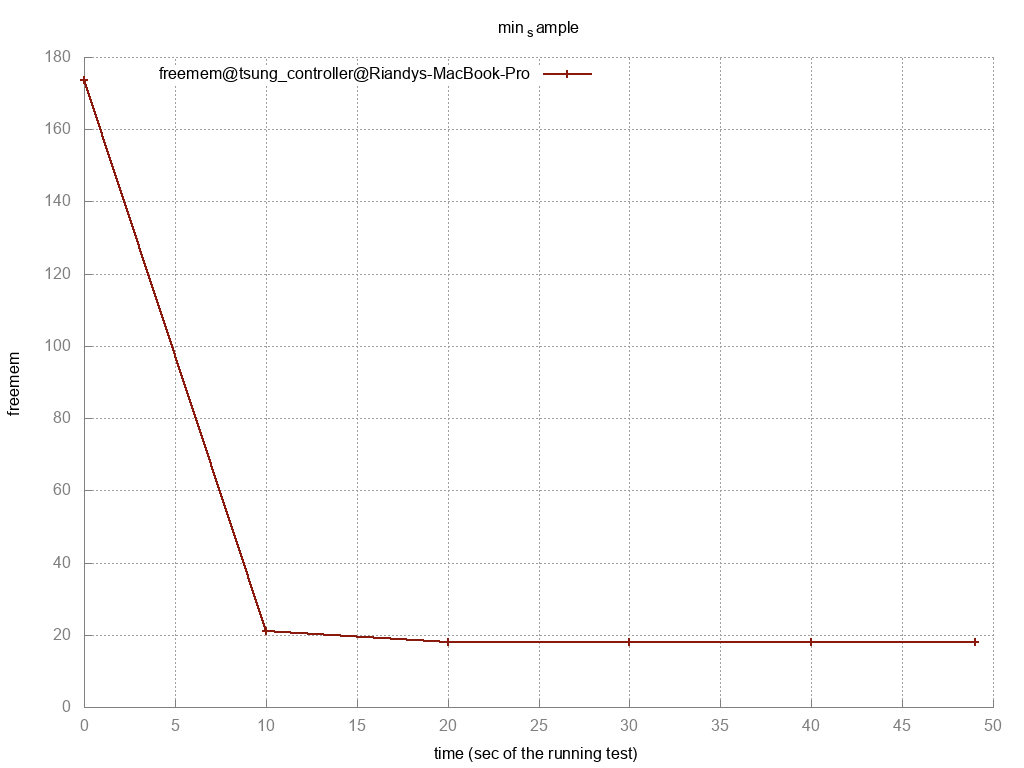 min s ample
freemem@tsung_controller@Riandys-MacBook-Pro
180
160
140
120
100
80
60
40
20
0
freemem
0 5 10 15 20 25 30 35 40 45 50
time (sec of the running test)